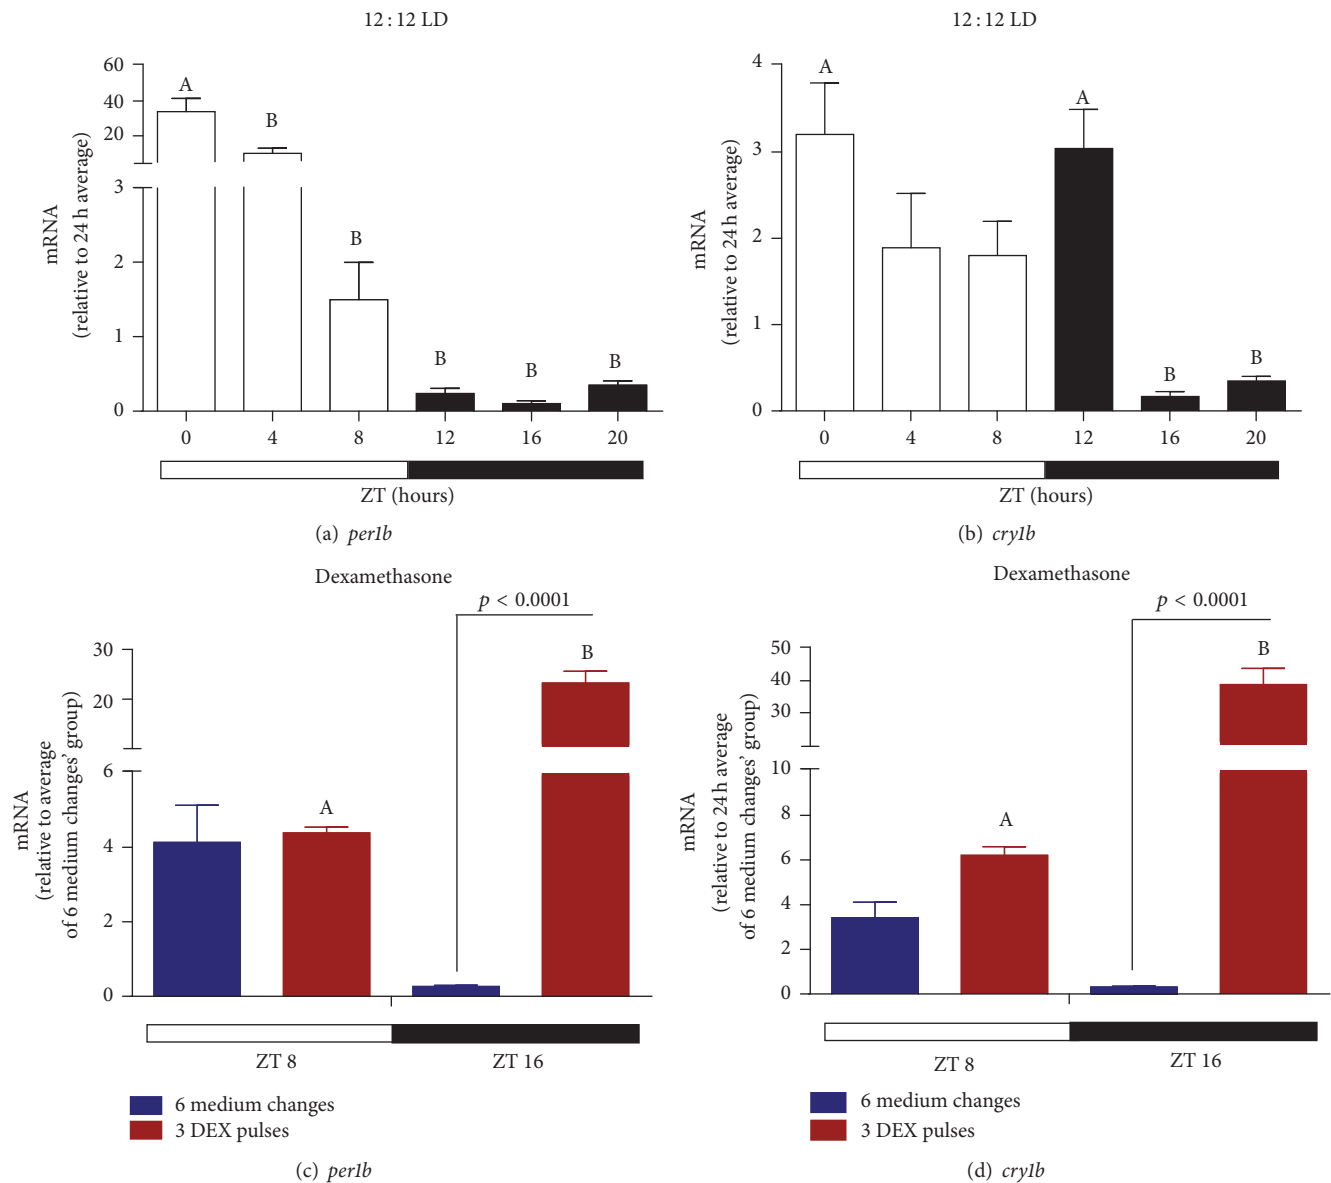 12 : 12 LD
mRNA
(relative to 24 h average)
60
40
20
3
2
1
0
A
B
B
B
B
B
0 4 8 12 16 20
ZT (hours)
(a) per1b
12 : 12 LD
mRNA
(relative to 24 h average)
4
3
2
1
0
A
A
B
B
0 4 8 12 16 20
ZT (hours)
(b) cry1b
Dexamethasone
p < 0.0001
mRNA
(relative to average
of 6 medium changes' group)
30
20
6
4
2
0
A
B
ZT 8 ZT 16
6 medium changes
3 DEX pulses
(c) per1b
Dexamethasone
p < 0.0001
mRNA
(relative to 24 h average
of 6 medium changes' group)
50
40
30
10
8
6
4
2
0
A
B
ZT 8 ZT 16
6 medium changes
3 DEX pulses
(d) cry1b